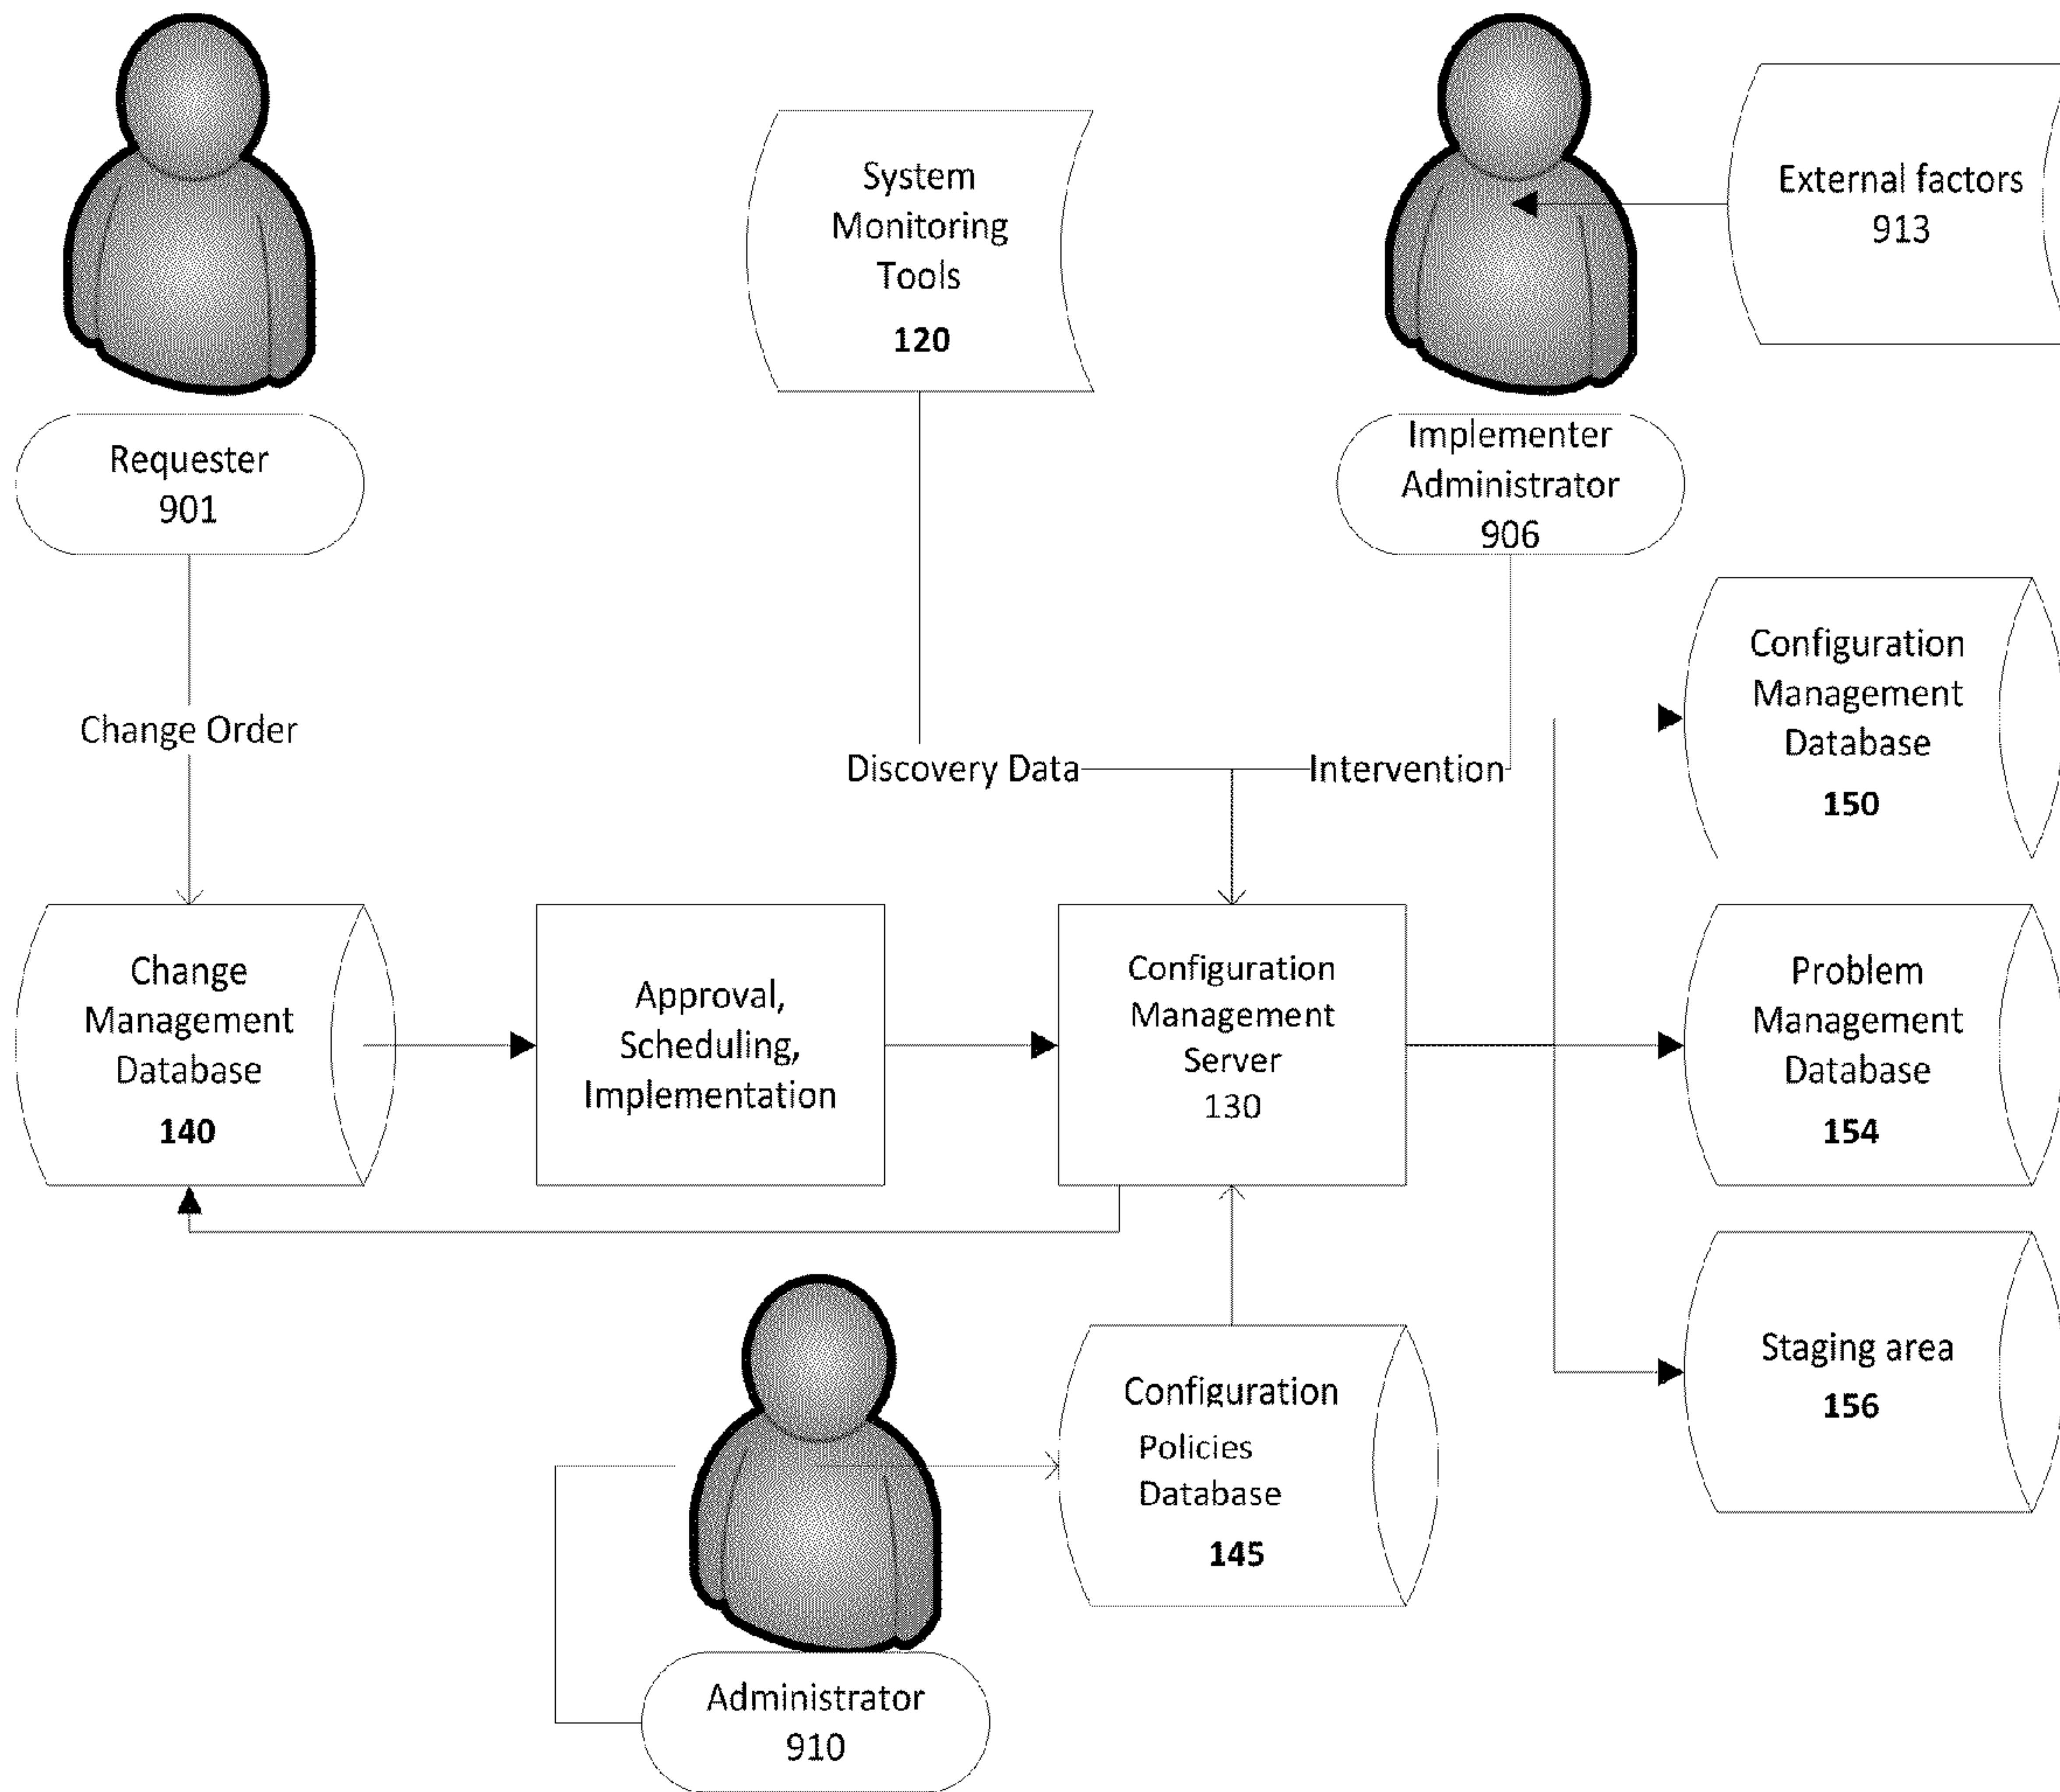 System
Monitoring
Tools
120
External factors
913
Requester
901
Implementer
Administrator
906
Change Order
Discovery Data
Intervention
Configuration
Management
Database
150
Change
Management
Database
140
Approval,
Scheduling,
Implementation
Configuration
Management
Server
130
Problem
Management
Database
154
Configuration
Policies
Database
145
Staging area
156
Administrator
910